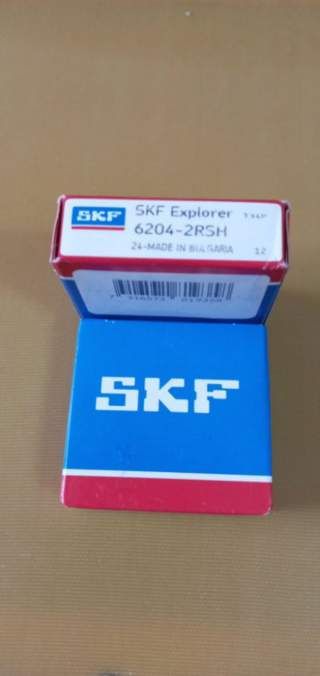 SKF
SKF Explorer
6204-2RSH
24-MADE IN BULGARIA 12
SKF